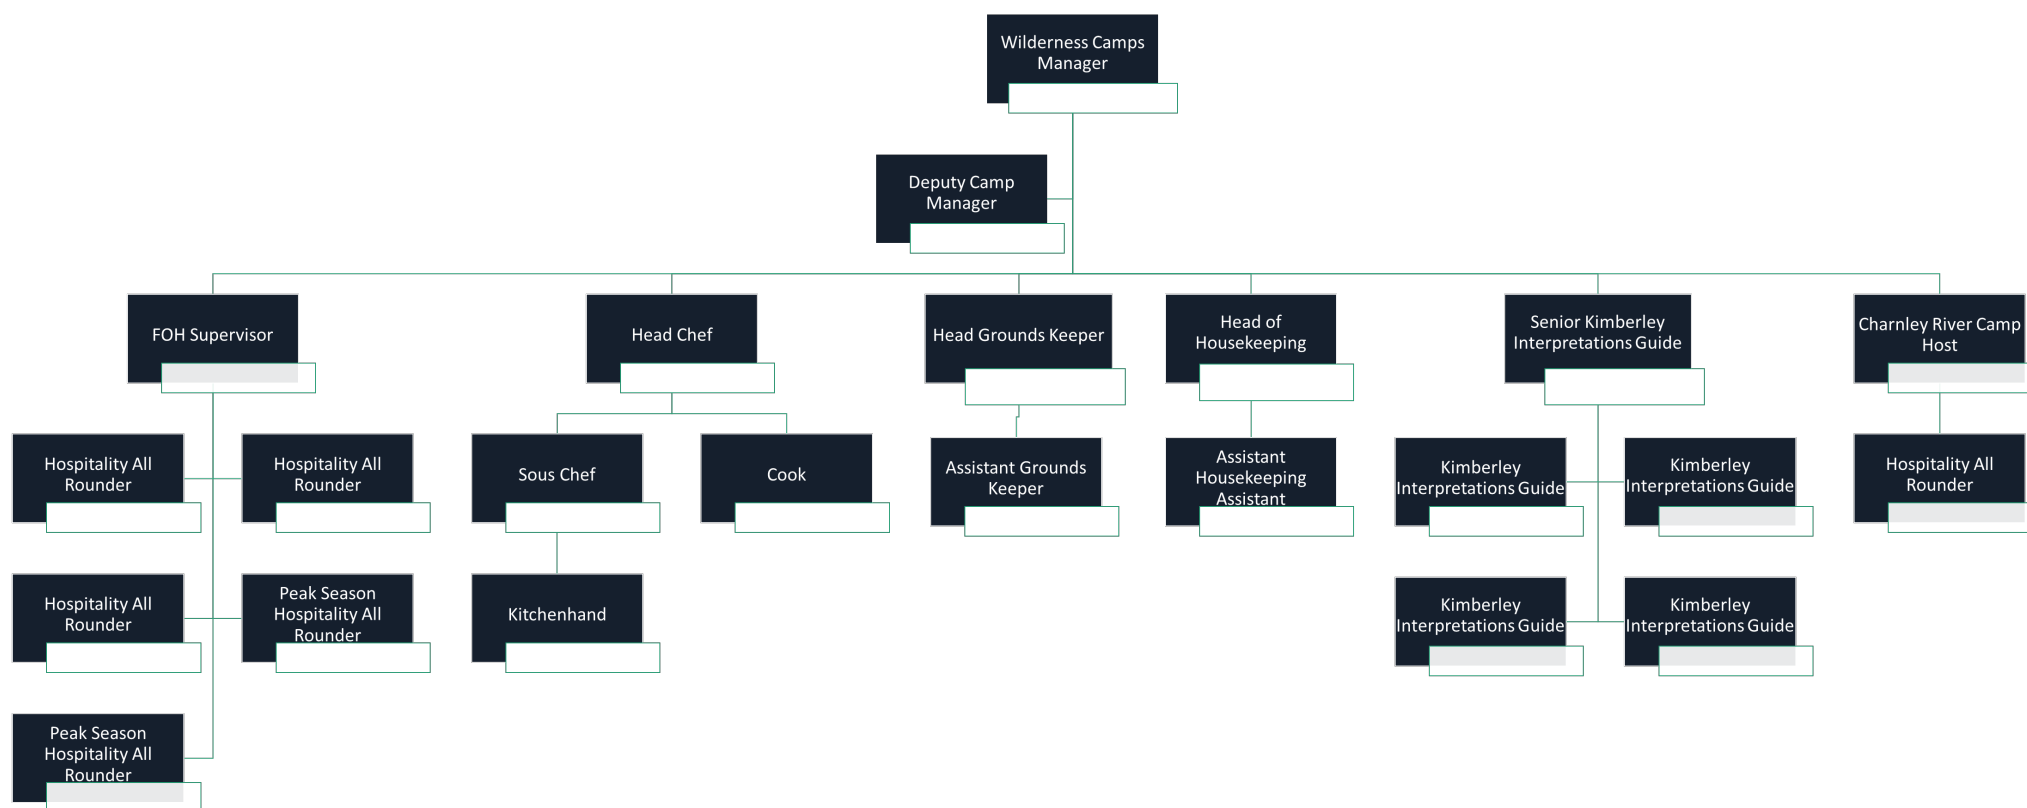 Wilderness Camps
Manager
Deputy Camp
Manager
FOH Supervisor
Head Chef
Head Grounds Keeper
Head of
Housekeeping
Senior Kimberley
Interpretations Guide
Charnley River Camp
Host
Hospitality All
Rounder
Hospitality All
Rounder
Sous Chef
Cook
Assistant Grounds
Keeper
Assistant
Housekeeping
Assistant
Kimberley
Interpretations Guide
Kimberley
Interpretations Guide
Hospitality All
Rounder
Hospitality All
Rounder
Peak Season
Hospitality All
Rounder
Kitchenhand
Kimberley
Interpretations Guide
Kimberley
Interpretations Guide
Peak Season
Hospitality All
Rounder